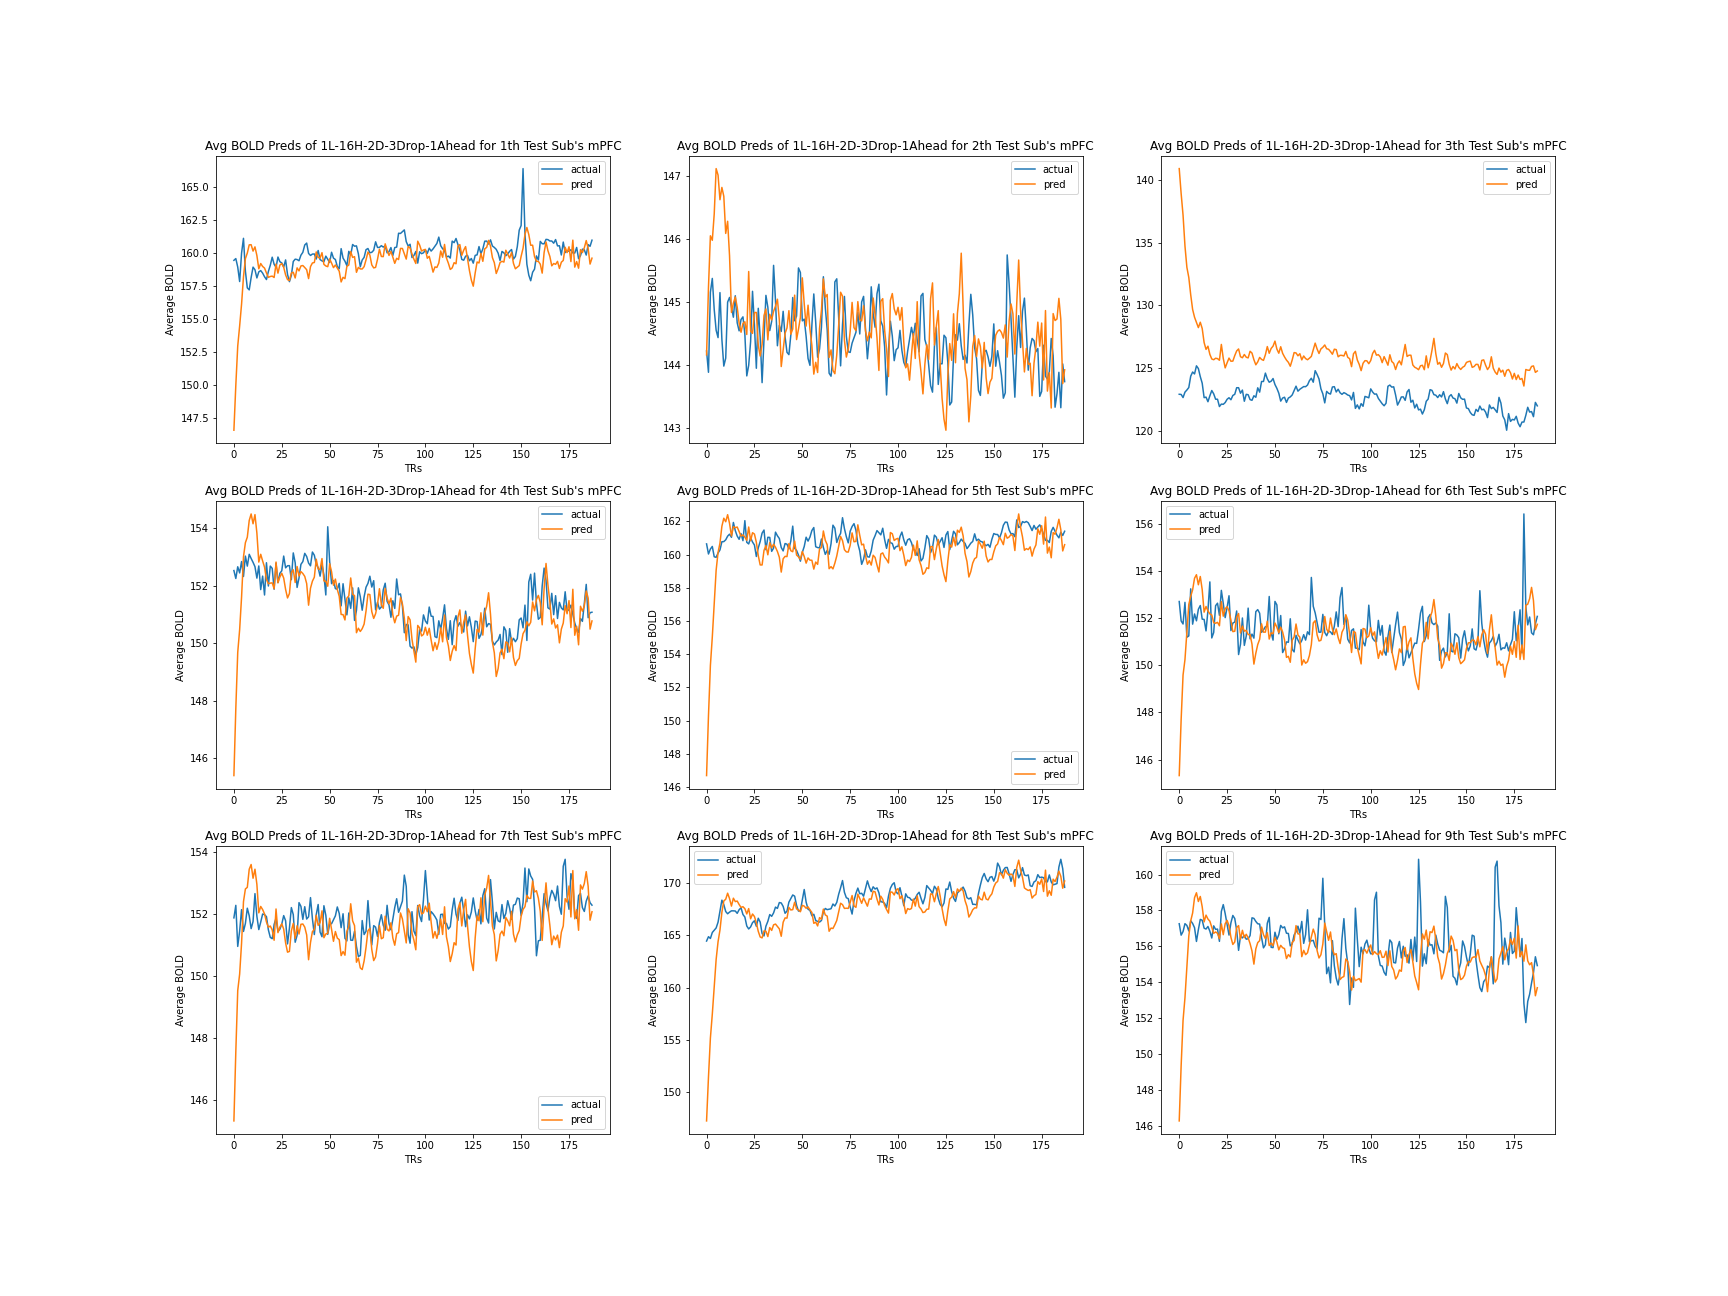 Avg BOLD Preds of 1L-16H-2D-3Drop-1Ahead for 1th Test Sub's mPFC
Average BOLD
165.0
162.5
160.0
157.5
155.0
152.5
150.0
147.5
actual
pred
0 25 50 75 100 125 150 175
TRs
Avg BOLD Preds of 1L-16H-2D-3Drop-1Ahead for 2th Test Sub's mPFC
Average BOLD
147
146
145
144
143
actual
pred
0 25 50 75 100 125 150 175
TRs
Avg BOLD Preds of 1L-16H-2D-3Drop-1Ahead for 3th Test Sub's mPFC
Average BOLD
140
135
130
125
120
actual
pred
0 25 50 75 100 125 150 175
TRs
Avg BOLD Preds of 1L-16H-2D-3Drop-1Ahead for 4th Test Sub's mPFC
Average BOLD
154
152
150
148
146
actual
pred
0 25 50 75 100 125 150 175
TRs
Avg BOLD Preds of 1L-16H-2D-3Drop-1Ahead for 5th Test Sub's mPFC
Average BOLD
162
160
158
156
154
152
150
148
146
actual
pred
0 25 50 75 100 125 150 175
TRs
Avg BOLD Preds of 1L-16H-2D-3Drop-1Ahead for 6th Test Sub's mPFC
Average BOLD
156
154
152
150
148
146
actual
pred
0 25 50 75 100 125 150 175
TRs
Avg BOLD Preds of 1L-16H-2D-3Drop-1Ahead for 7th Test Sub's mPFC
Average BOLD
154
152
150
148
146
actual
pred
0 25 50 75 100 125 150 175
TRs
Avg BOLD Preds of 1L-16H-2D-3Drop-1Ahead for 8th Test Sub's mPFC
Average BOLD
170
165
160
155
150
actual
pred
0 25 50 75 100 125 150 175
TRs
Avg BOLD Preds of 1L-16H-2D-3Drop-1Ahead for 9th Test Sub's mPFC
Average BOLD
160
158
156
154
152
150
148
146
actual
pred
0 25 50 75 100 125 150 175
TRs